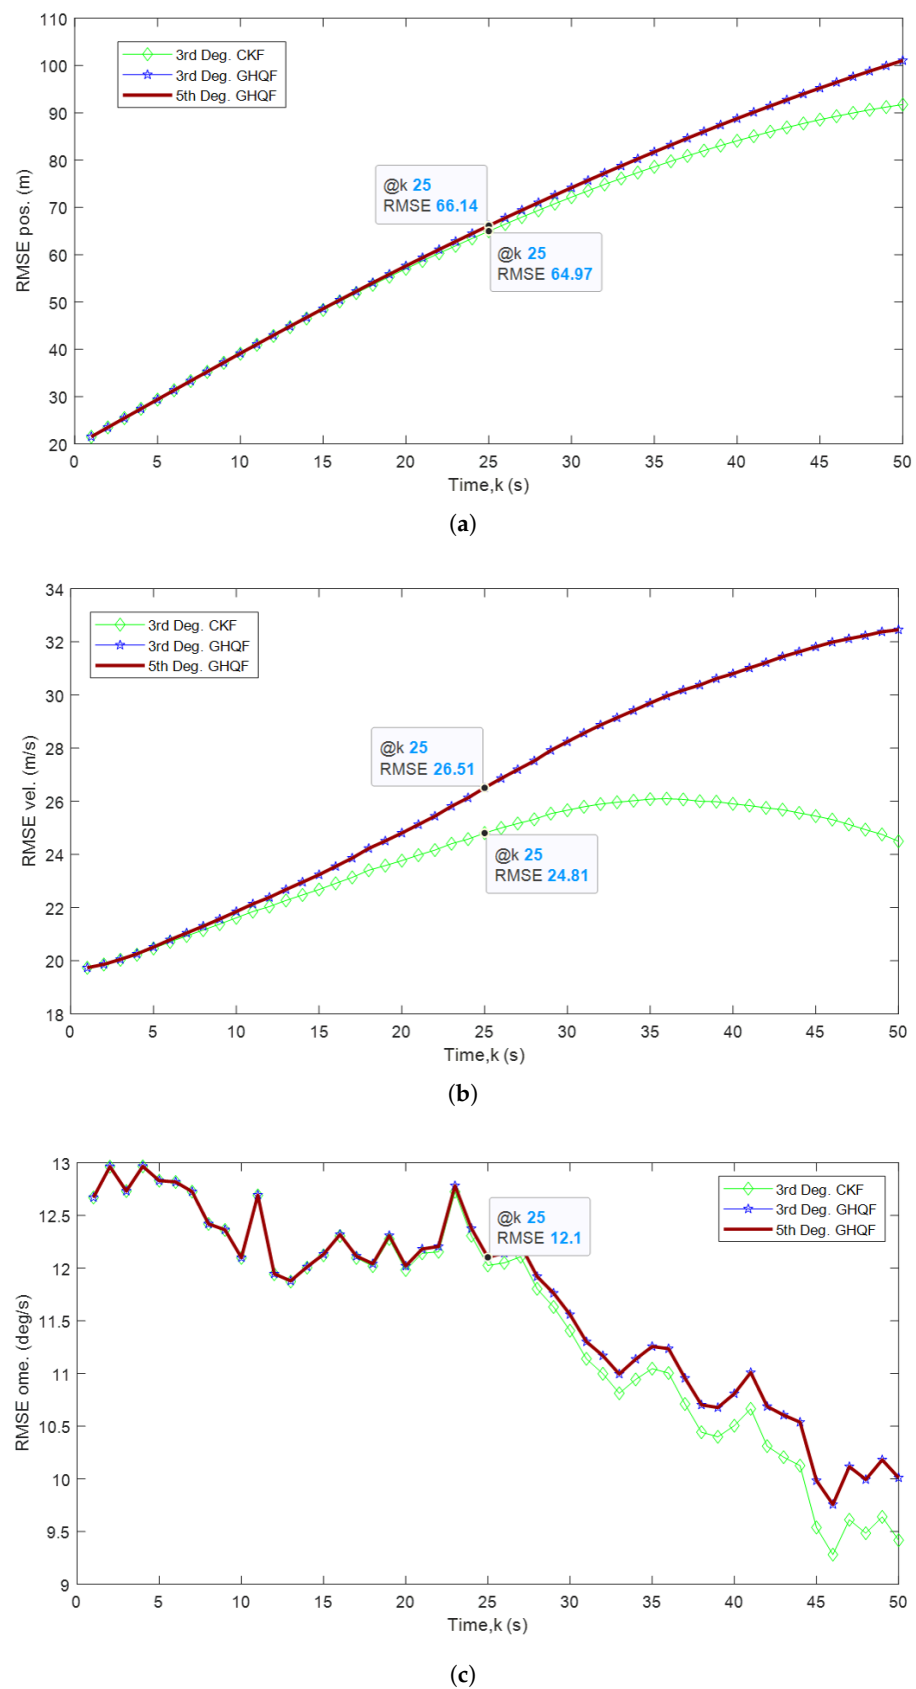 110
100
90
80
70
60
50
40
30
20
RMSE pos. (m)
3rd Deg. CKF
3rd Deg. GHQF
5th Deg. GHQF
@k 25
RMSE 66.14
@k 25
RMSE 64.97
0 5 10 15 20 25 30 35 40 45 50
Time,k (s)
(a)
34
32
30
28
26
24
22
20
18
RMSE vel. (m/s)
3rd Deg. CKF
3rd Deg. GHQF
5th Deg. GHQF
@k 25
RMSE 26.51
@k 25
RMSE 24.81
0 5 10 15 20 25 30 35 40 45 50
Time,k (s)
(b)
13
12.5
12
11.5
11
10.5
10
9.5
9
RMSE ome. (deg/s)
3rd Deg. CKF
3rd Deg. GHQF
5th Deg. GHQF
@k 25
RMSE 12.1
0 5 10 15 20 25 30 35 40 45 50
Time,k (s)
(c)